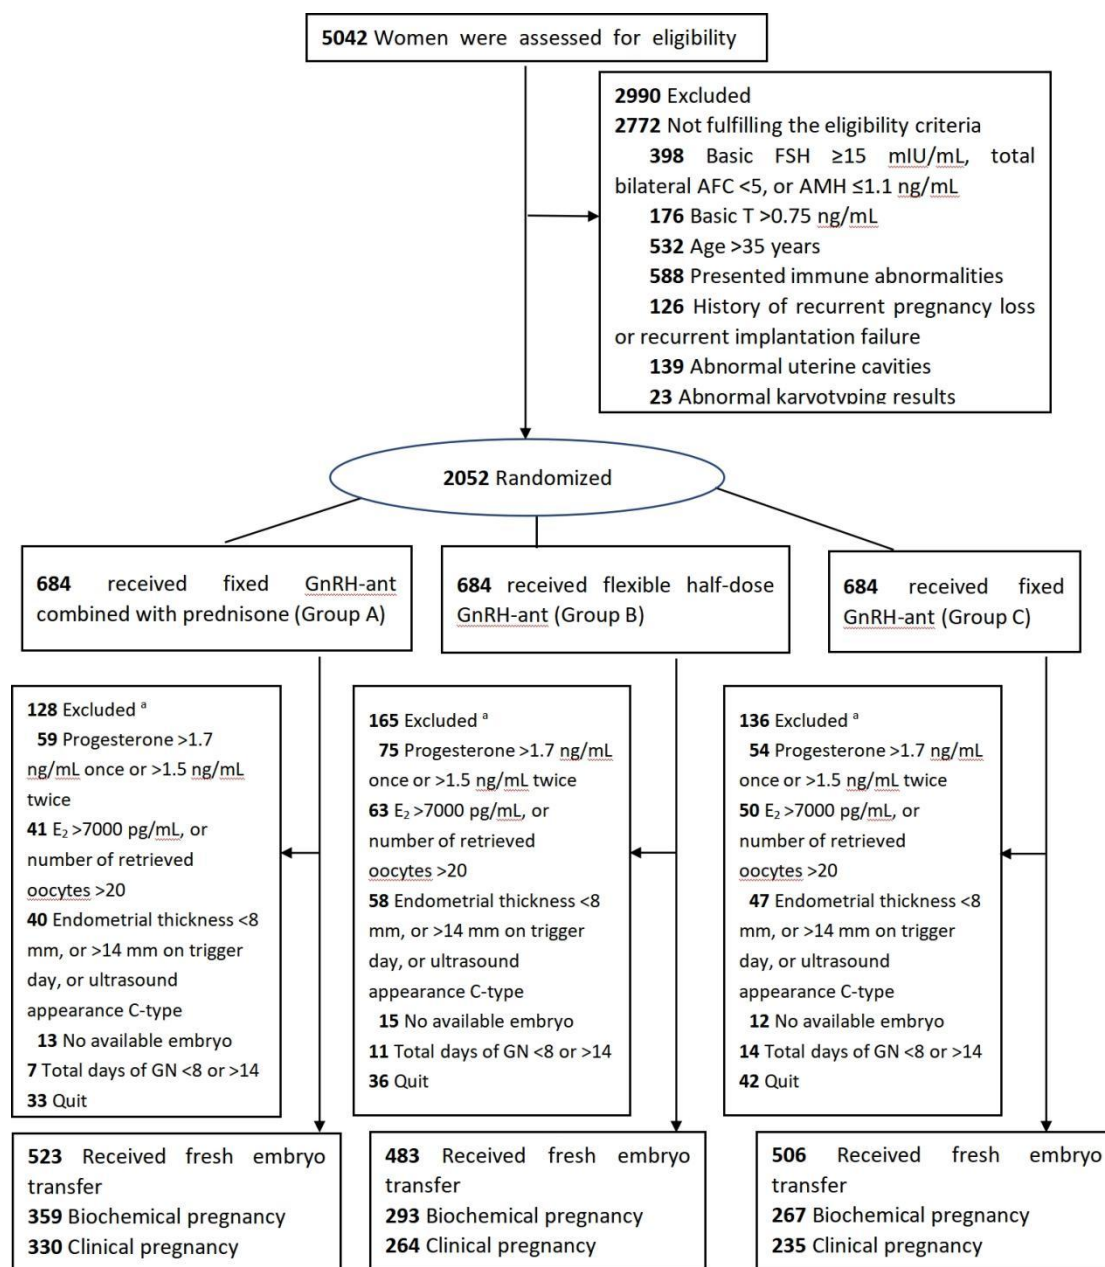 5042 Women were assessed for eligibility
2990 Excluded
2772 Not fulfilling the eligibility criteria
398 Basic FSH ≥15 mIU/mL, total
bilateral AFC <5, or AMH ≤1.1 ng/mL
176 Basic T >0.75 ng/mL
532 Age >35 years
588 Presented immune abnormalities
126 History of recurrent pregnancy loss
or recurrent implantation failure
139 Abnormal uterine cavities
23 Abnormal karyotyping results
2052 Randomized
684 received fixed GnRH-ant
combined with prednisone (Group A)
684 received flexible half-dose
GnRH-ant (Group B)
684 received fixed
GnRH-ant (Group C)
128 Excluded a
59 Progesterone >1.7
ng/mL once or >1.5 ng/mL
twice
41 E2 >7000 pg/mL, or
number of retrieved
oocytes >20
40 Endometrial thickness <8
mm, or >14 mm on trigger
day, or ultrasound
appearance C-type
13 No available embryo
7 Total days of GN <8 or >14
33 Quit
165 Excluded a
75 Progesterone >1.7 ng/mL
once or >1.5 ng/mL twice
63 E2 >7000 pg/mL, or
number of retrieved
oocytes >20
58 Endometrial thickness <8
mm, or >14 mm on trigger
day, or ultrasound
appearance C-type
15 No available embryo
11 Total days of GN <8 or >14
36 Quit
136 Excluded a
54 Progesterone >1.7 ng/mL
once or >1.5 ng/mL twice
50 E2 >7000 pg/mL, or
number of retrieved
oocytes >20
47 Endometrial thickness <8
mm, or >14 mm on trigger
day, or ultrasound
appearance C-type
12 No available embryo
14 Total days of GN <8 or >14
42 Quit
523 Received fresh embryo
transfer
359 Biochemical pregnancy
330 Clinical pregnancy
483 Received fresh embryo
transfer
293 Biochemical pregnancy
264 Clinical pregnancy
506 Received fresh embryo
transfer
267 Biochemical pregnancy
235 Clinical pregnancy